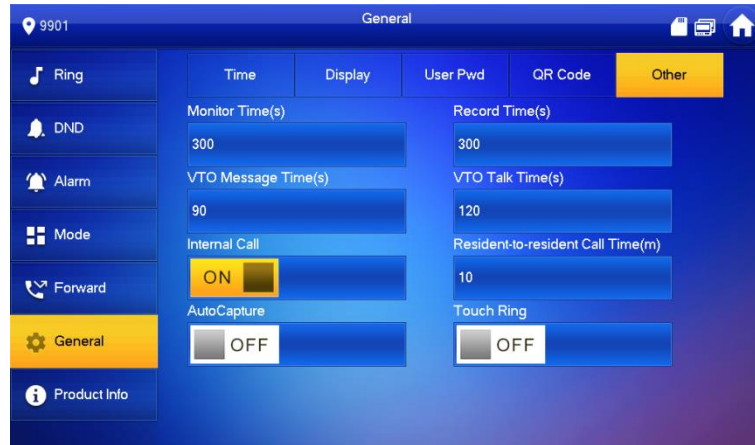 9901
General
Ring
DND
Alarm
Mode
Forward
General
Product Info
Time Display User Pwd QR Code Other
Monitor Time(s) Record Time(s)
300 300
VTO Message Time(s) VTO Talk Time(s)
90 120
Internal Call Resident-to-resident Call Time(m)
ON 10
AutoCapture Touch Ring
OFF OFF